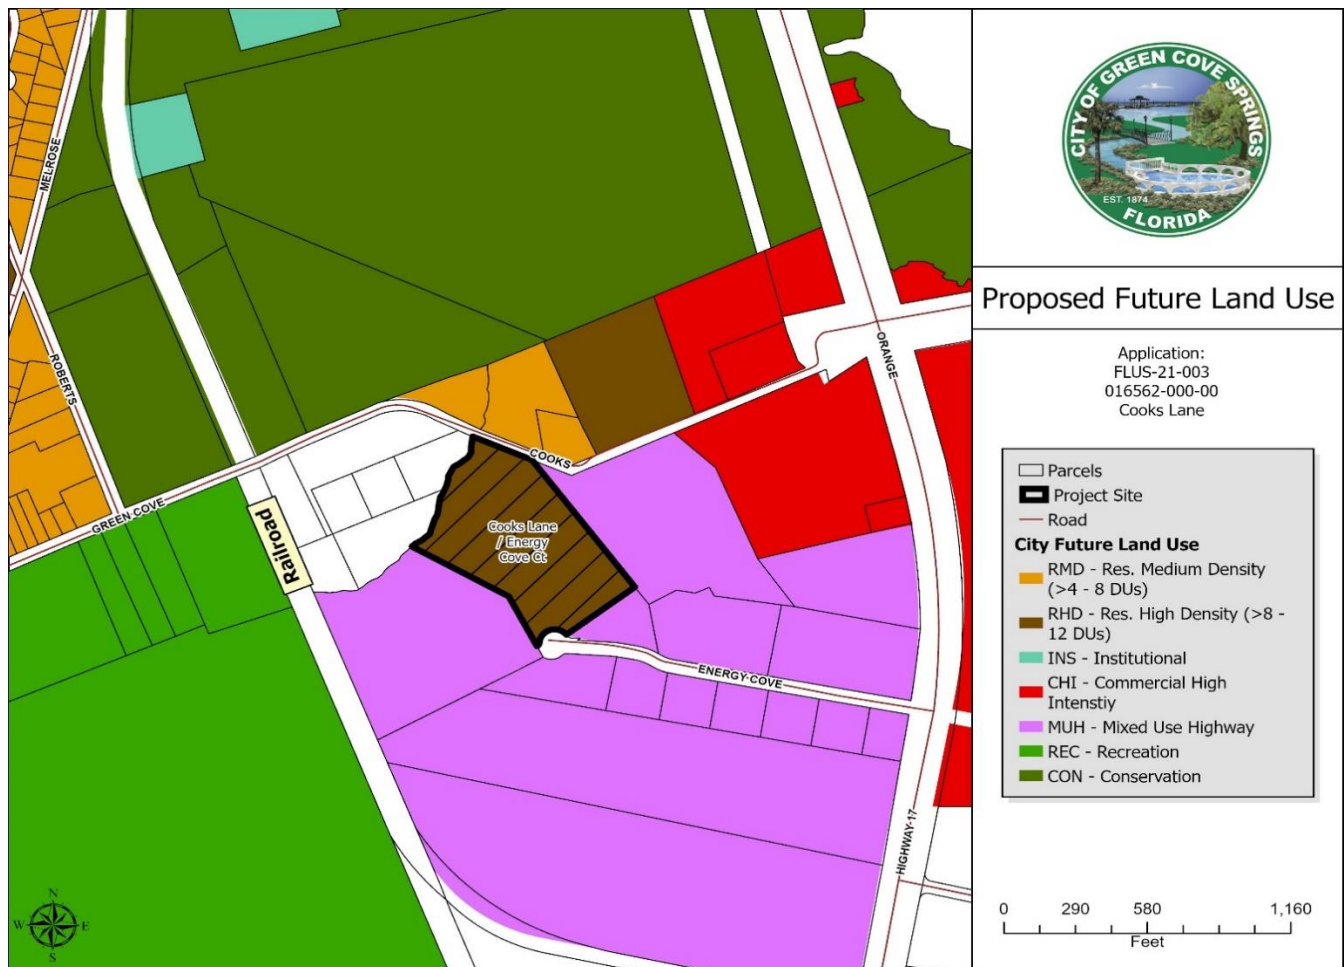 MELROSE
ROBERTS
GREEN COVE
Railroad
COOKS
ORANGE
Cooks Lane
/ Energy
Cove Ct
ENERGY COVE
HIGHWAY 17
N
W E
S
CITY OF GREEN COVE SPRINGS
EST. 1874
FLORIDA
Proposed Future Land Use
Application:
FLUS-21-003
016562-000-00
Cooks Lane
Parcels
Project Site
Road
City Future Land Use
RMD - Res. Medium Density
(>4 - 8 DUs)
RHD - Res. High Density (>8 -
12 DUs)
INS - Institutional
CHI - Commercial High
Intenstiy
MUH - Mixed Use Highway
REC - Recreation
CON - Conservation
0 290 580 1,160
Feet